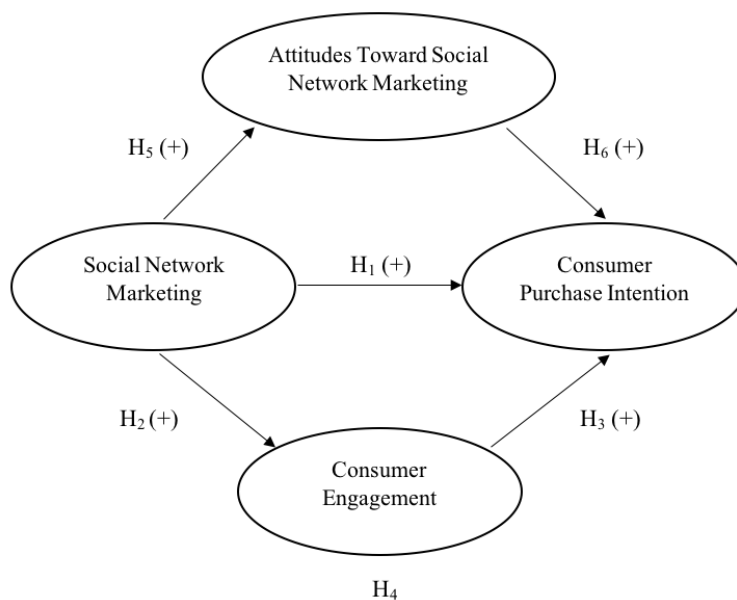 Attitudes Toward Social
Network Marketing
H₅ (+)
H₆ (+)
Social Network
Marketing
H₁ (+)
Consumer
Purchase Intention
H₂ (+)
H₃ (+)
Consumer
Engagement
H₄